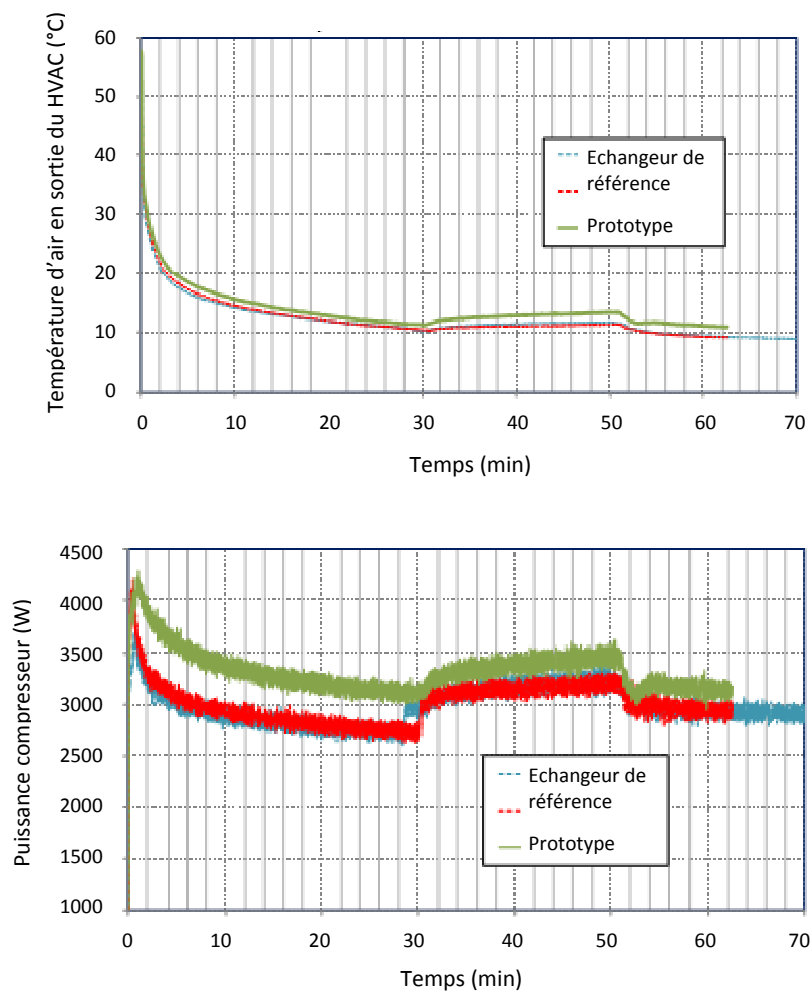 Température d'air en sortie du HVAC (°C)
60
50
40
30
20
10
0
Echangeur de
référence
Prototype
0 10 20 30 40 50 60 70
Temps (min)
Puissance compresseur (W)
4500
4000
3500
3000
2500
2000
1500
1000
Echangeur de
référence
Prototype
0 10 20 30 40 50 60 70
Temps (min)